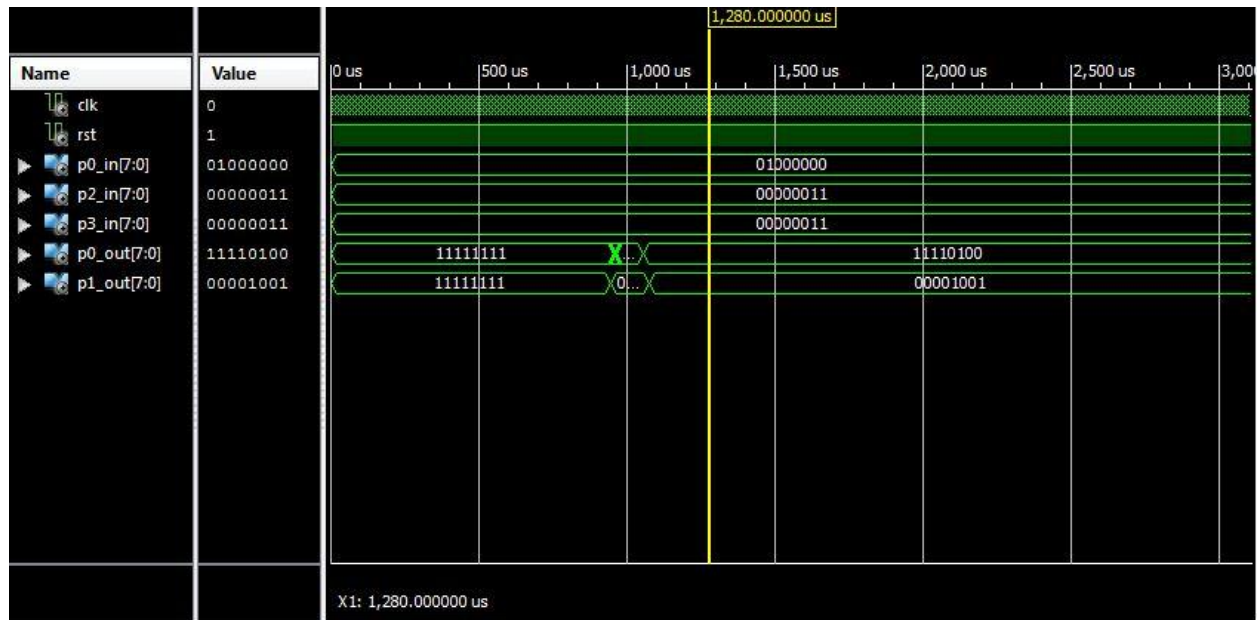 1,280.000000 us
Name Value 0 us 500 us 1,000 us 1,500 us 2,000 us 2,500 us 3,00
clk 0
rst 1
p0_in[7:0] 01000000 01000000
p2_in[7:0] 00000011 00000011
p3_in[7:0] 00000011 00000011
p0_out[7:0] 11110100 11111111 ... 11110100
p1_out[7:0] 00001001 11111111 0... 00001001
X1: 1,280.000000 us